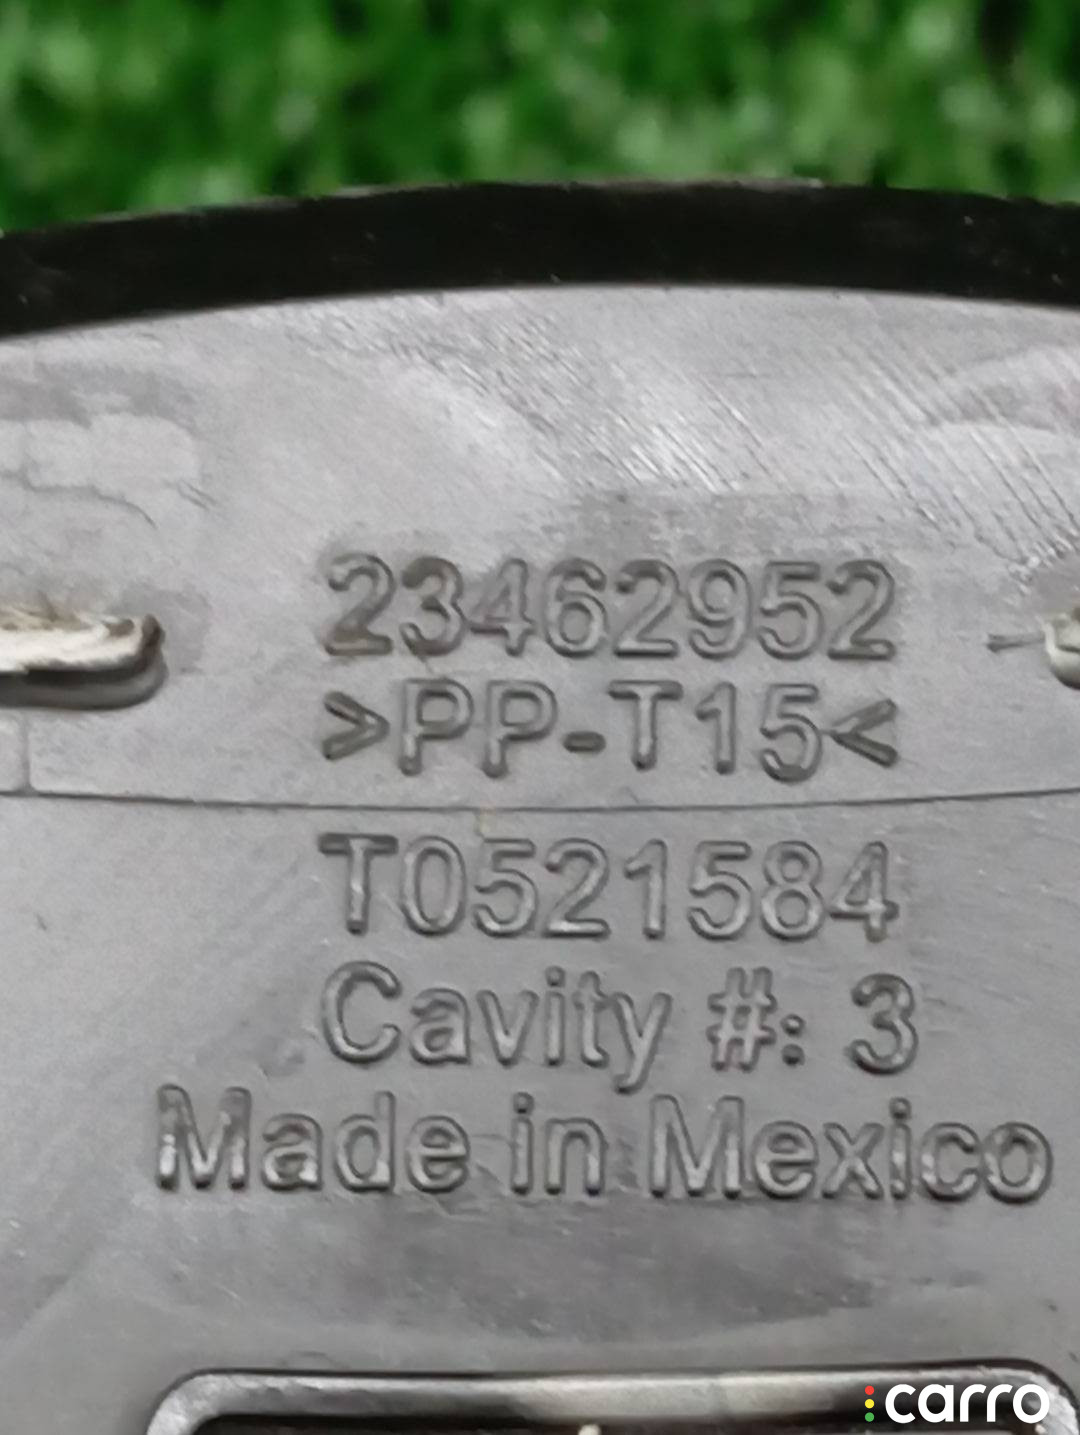 23462952
>PP-T15<
T0521584
Cavity #: 3
Made in Mexico
carro